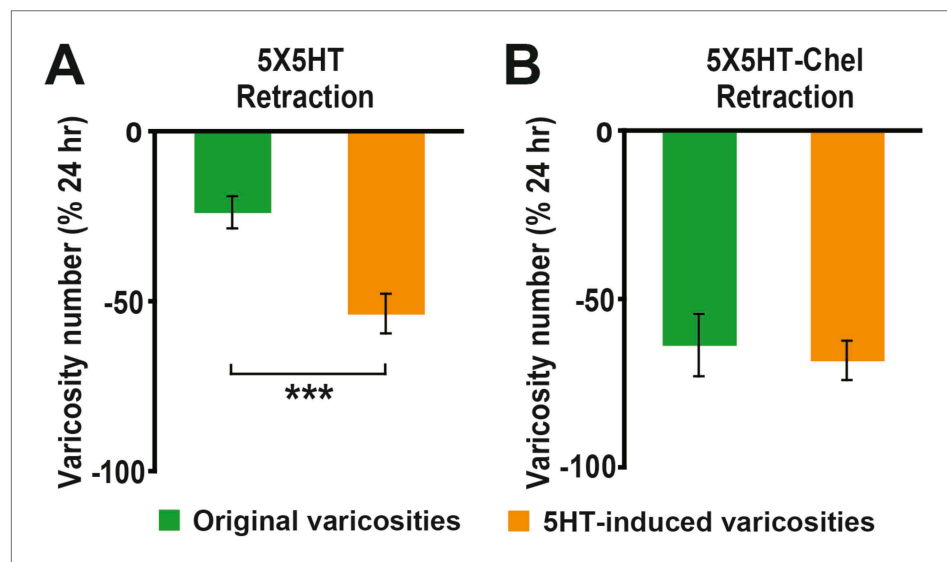 A
5X5HT
Retraction
Varicosity number (% 24 hr)
0
-50
-100
***
B
5X5HT-Chel
Retraction
Varicosity number (% 24 hr)
0
-50
-100
Original varicosities
5HT-induced varicosities